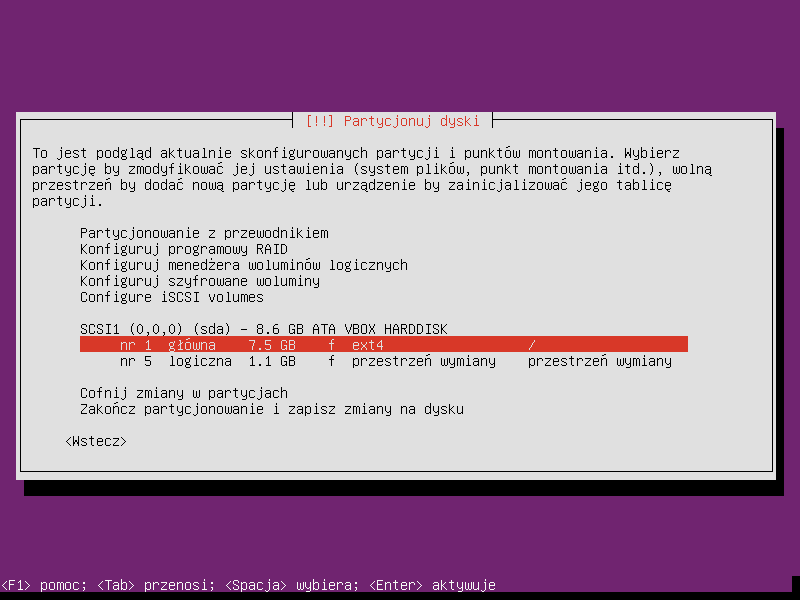 [!!] Partycjonuj dyski
To jest podgląd aktualnie skonfigurowanych partycji i punktów montowania. Wybierz
partycję by zmodyfikować jej ustawienia (system plików, punkt montowania itd.), wolną
przestrzeń by dodać nową partycję lub urządzenie by zainicjalizować jego tablicę
partycji.
Partycjonowanie z przewodnikiem
Konfiguruj programowy RAID
Konfiguruj menedżera woluminów logicznych
Konfiguruj szyfrowane woluminy
Configure iSCSI volumes
SCSI1 (0,0,0) (sda) – 8.6 GB ATA VBOX HARDDISK
nr 1 główna 7.5 GB f ext4 /
nr 5 logiczna 1.1 GB f przestrzeń wymiany przestrzeń wymiany
Cofnij zmiany w partycjach
Zakończ partycjonowanie i zapisz zmiany na dysku
<Wstecz>
<F1> pomoc; <Tab> przenosi; <Spacja> wybiera; <Enter> aktywuje